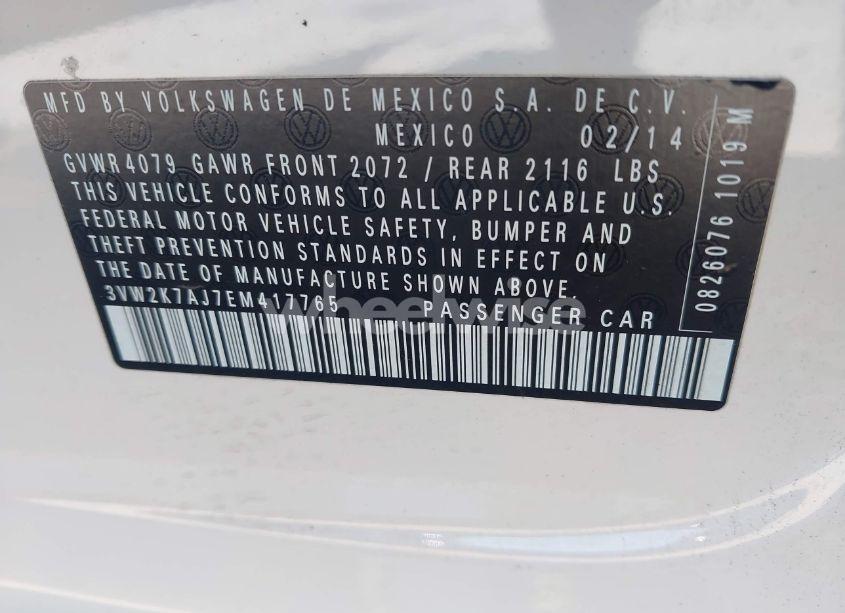 MFD BY VOLKSWAGEN DE MEXICO S.A. DE C.V.
MEXICO 02/14
GVWR 4079 GAWR FRONT 2072 / REAR 2116 LBS
THIS VEHICLE CONFORMS TO ALL APPLICABLE U.S.
FEDERAL MOTOR VEHICLE SAFETY, BUMPER AND
THEFT PREVENTION STANDARDS IN EFFECT ON
THE DATE OF MANUFACTURE SHOWN ABOVE.
3VW2K7AJ7EM417765 PASSENGER CAR
0826076 1019 M
wheelwise